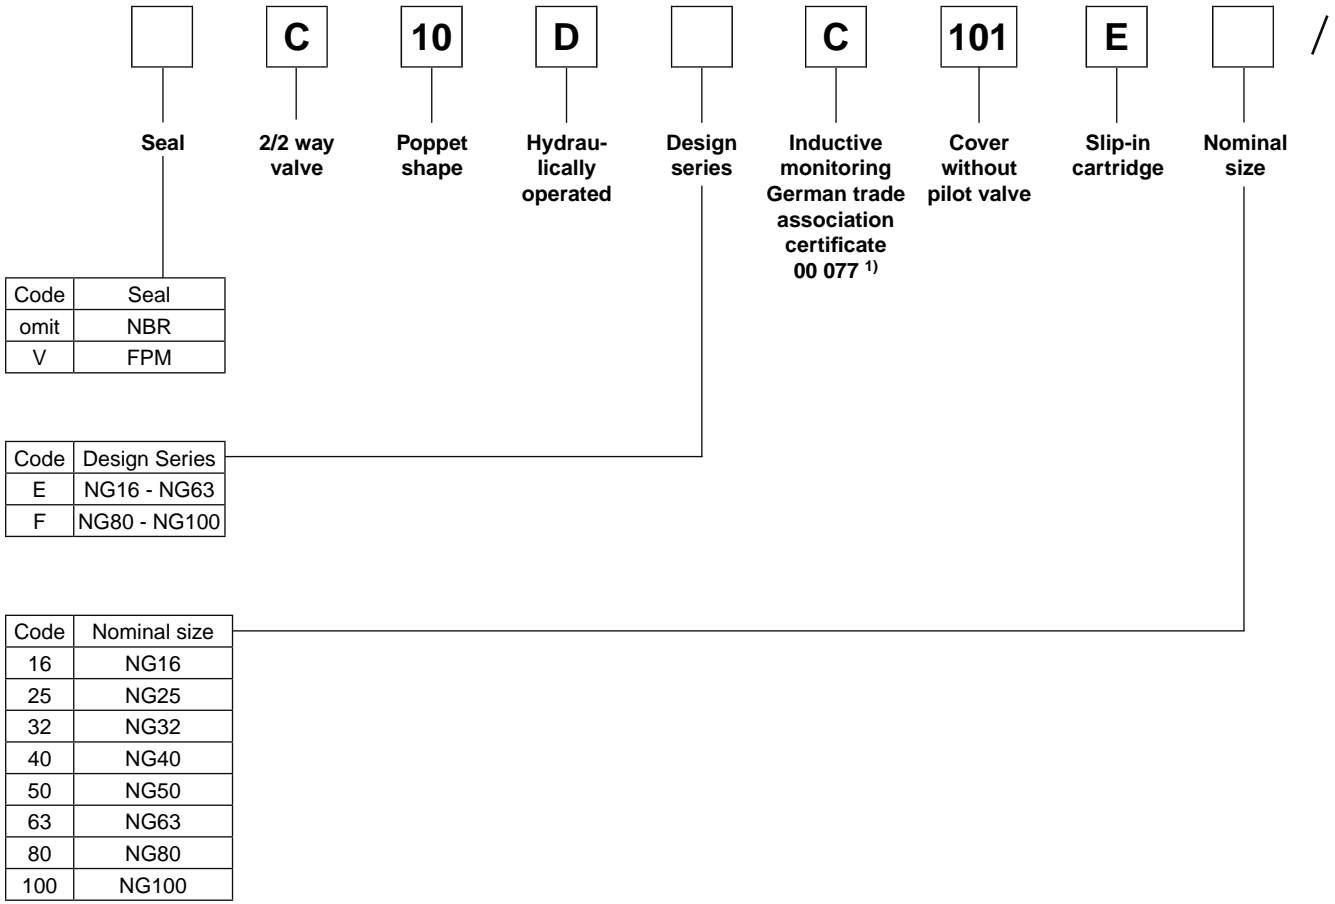 C 10 D C 101 E /
Seal
2/2 way
valve
Poppet
shape
Hydrau-
lically
operated
Design
series
Inductive
monitoring
German trade
association
certificate
00 077 1)
Cover
without
pilot valve
Slip-in
cartridge
Nominal
size
Code Seal
omit NBR
V FPM
Code Design Series
E NG16 - NG63
F NG80 - NG100
Code Nominal size
16 NG16
25 NG25
32 NG32
40 NG40
50 NG50
63 NG63
80 NG80
100 NG100